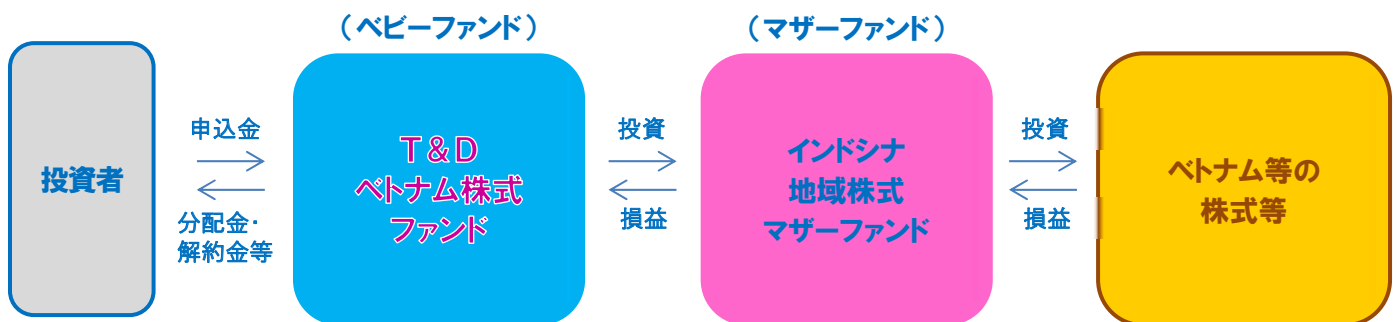 （ベビーファンド）
（マザーファンド）
投資者
申込金
分配金・
解約金等
Ｔ＆Ｄ
ベトナム株式
ファンド
投資
損益
インドシナ
地域株式
マザーファンド
投資
損益
ベトナム等の
株式等